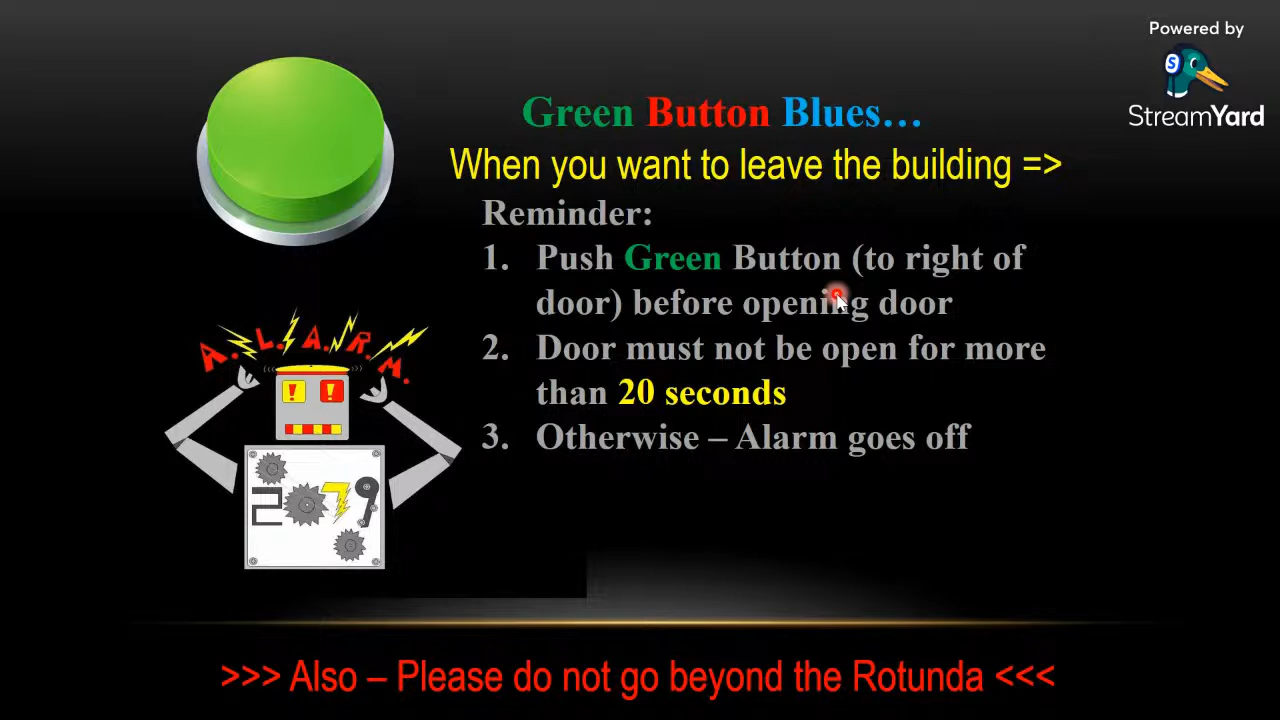 Powered by
StreamYard
Green Button Blues...
When you want to leave the building =>
Reminder:
1. Push Green Button (to right of
door) before opening door
2. Door must not be open for more
than 20 seconds
3. Otherwise – Alarm goes off
A.L.A.R.M.
! !
2079
>>> Also – Please do not go beyond the Rotunda <<<